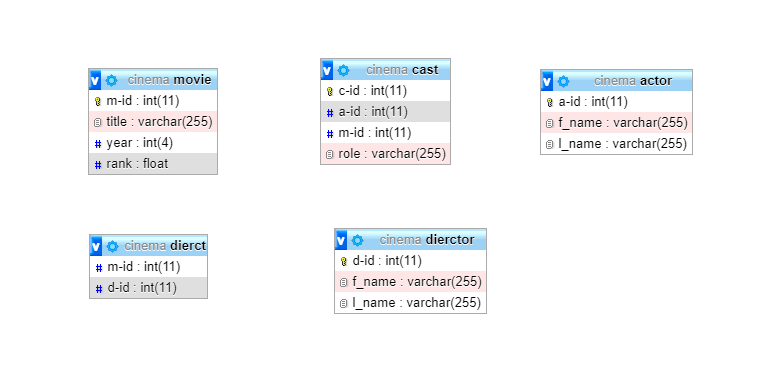 cinema movie
m-id : int(11)
title : varchar(255)
year : int(4)
rank : float
cinema cast
c-id : int(11)
a-id : int(11)
m-id : int(11)
role : varchar(255)
cinema actor
a-id : int(11)
f_name : varchar(255)
l_name : varchar(255)
cinema dierct
m-id : int(11)
d-id : int(11)
cinema dierctor
d-id : int(11)
f_name : varchar(255)
l_name : varchar(255)